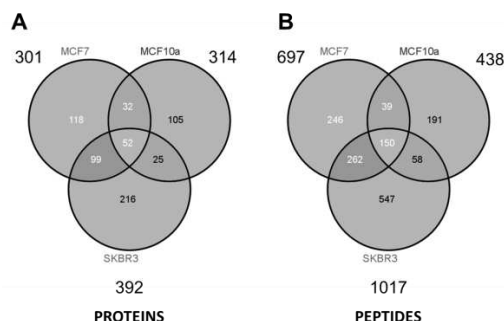 A
B
301
MCF7
MCF10a
314
697
MCF7
MCF10a
438
118
32
105
52
99
25
216
246
39
191
150
262
58
547
SKBR3
SKBR3
392
1017
PROTEINS
PEPTIDES